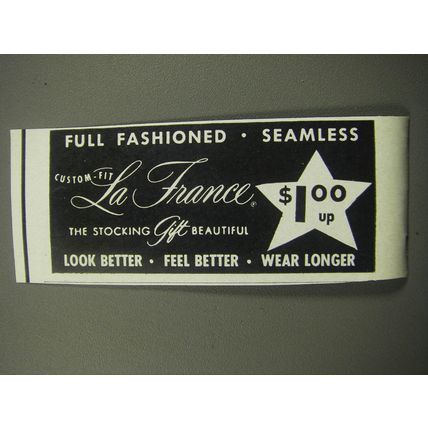 FULL FASHIONED • SEAMLESS
CUSTOM-FIT
La France®
$1.00 up
THE STOCKING Gift BEAUTIFUL
LOOK BETTER • FEEL BETTER • WEAR LONGER